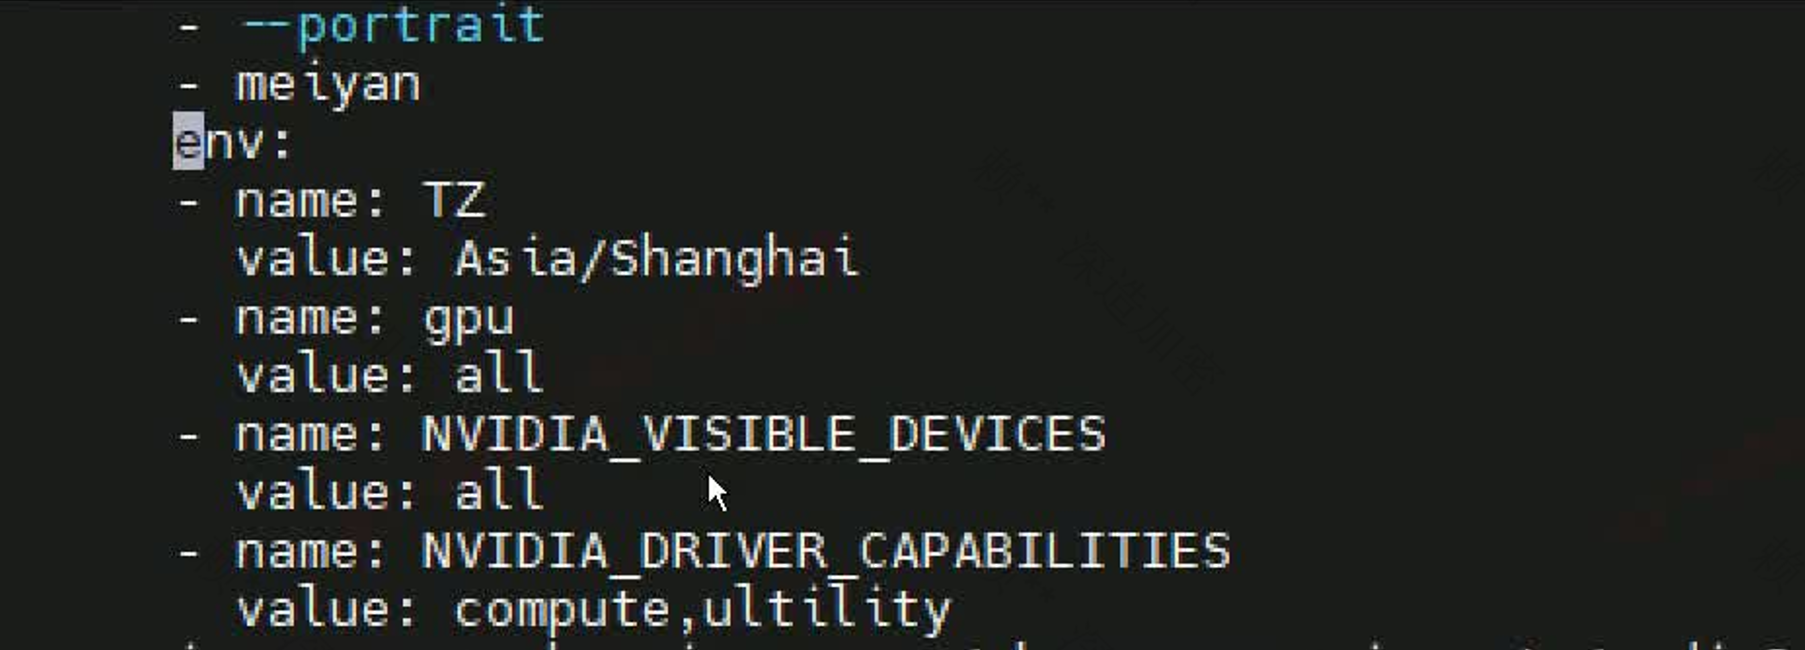 - --portrait
- meiyan
env:
- name: TZ
value: Asia/Shanghai
- name: gpu
value: all
- name: NVIDIA_VISIBLE_DEVICES
value: all
- name: NVIDIA_DRIVER_CAPABILITIES
value: compute,ultility